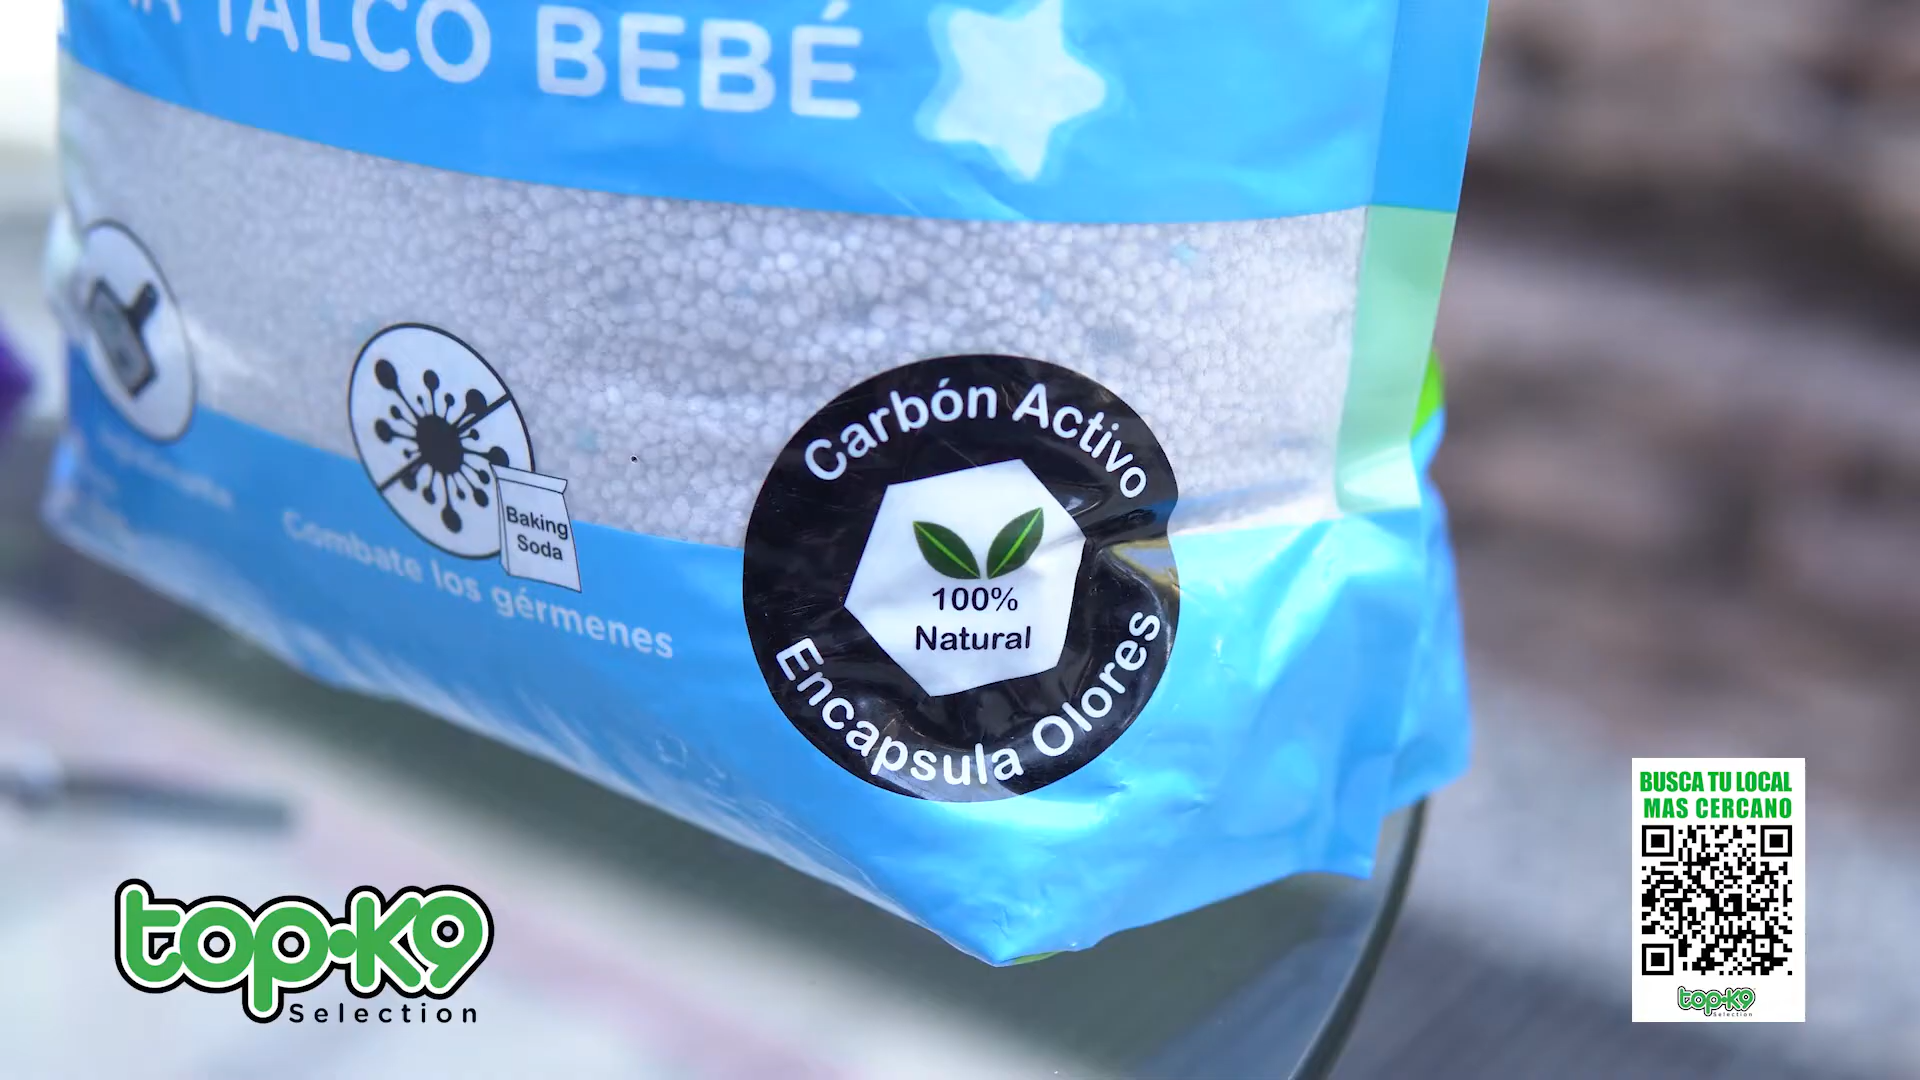 TALCO BEBÉ
Carbón Activo
100%
Natural
Encapsula Olores
Baking
Soda
Combate los gérmenes
BUSCA TU LOCAL
MAS CERCANO
top·K9
Selection
top·K9
Selection